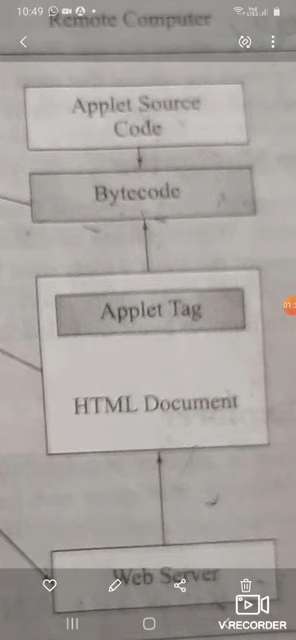 10:49
Remote Computer
Applet Source
Code
Bytecode
Applet Tag
HTML Document
Web Server
V.RECORDER